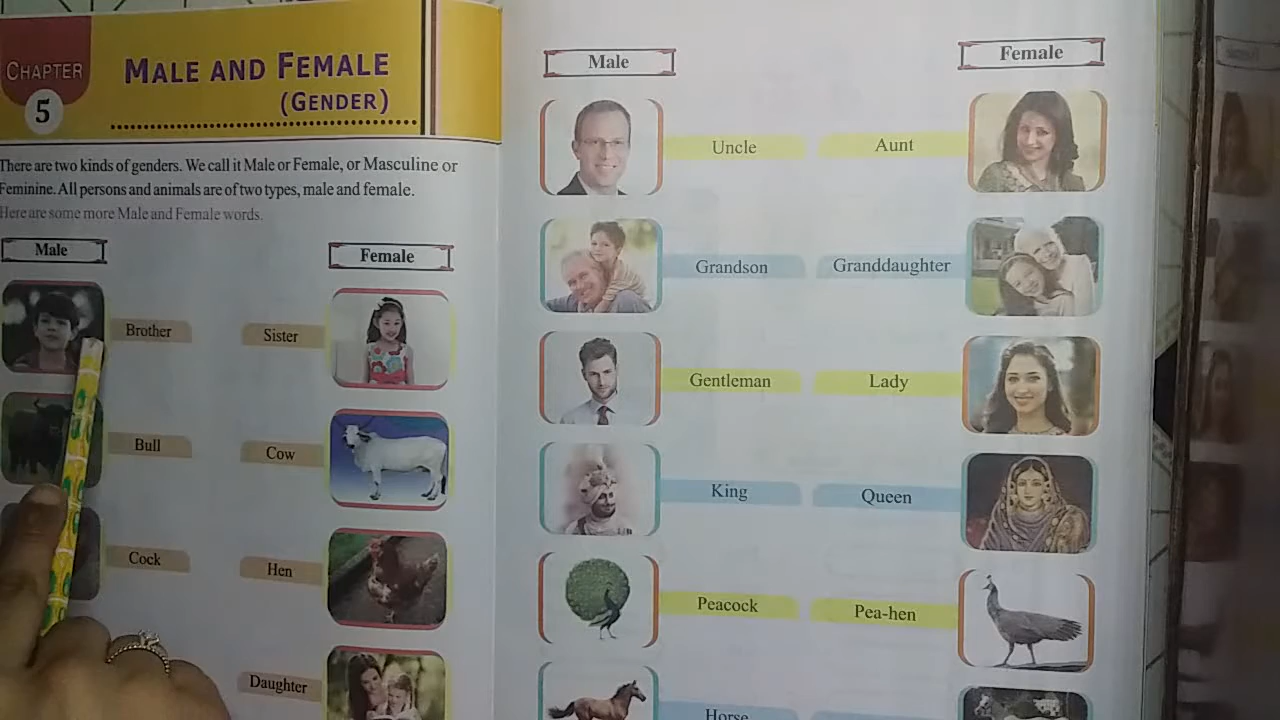 CHAPTER
5
MALE AND FEMALE
(GENDER)
There are two kinds of genders. We call it Male or Female, or Masculine or
Feminine. All persons and animals are of two types, male and female.
Here are some more Male and Female words.
Male Female
Brother Sister
Bull Cow
Cock Hen
Daughter
Male Female
Uncle Aunt
Grandson Granddaughter
Gentleman Lady
King Queen
Peacock Pea-hen
Horse